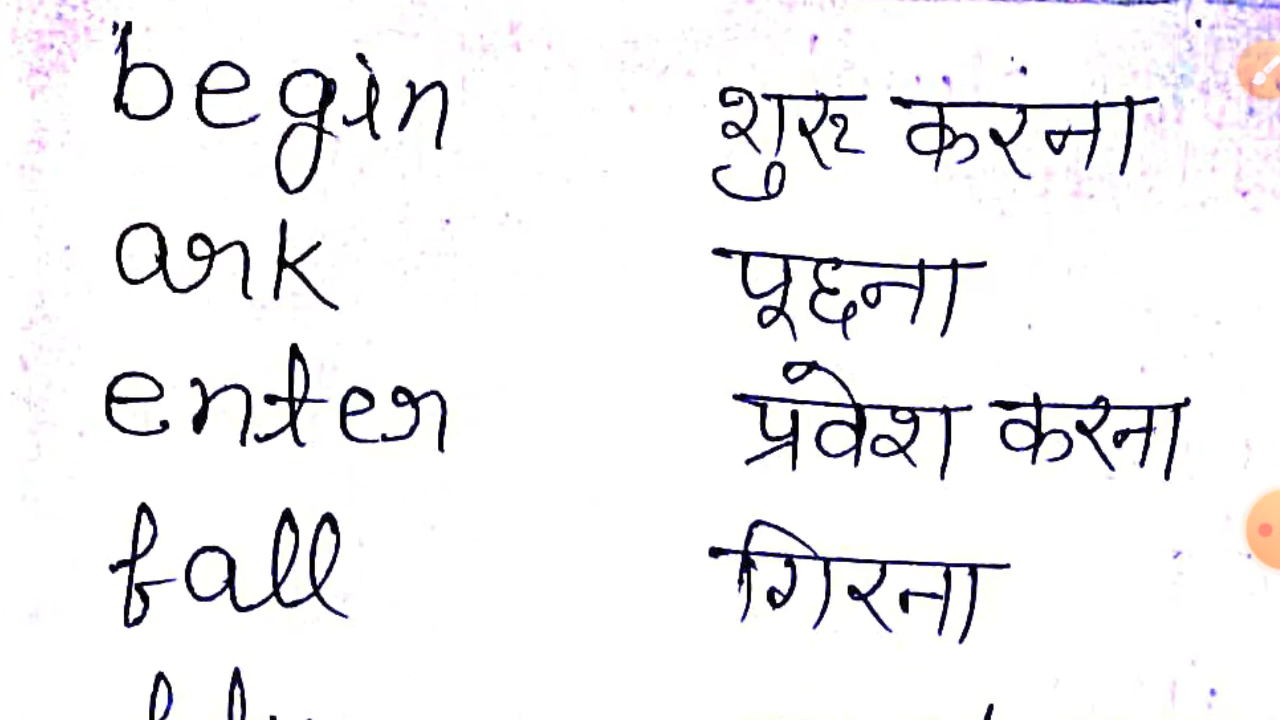 begin शुरू करना
ask पूछना
enter प्रवेश करना
fall गिरना